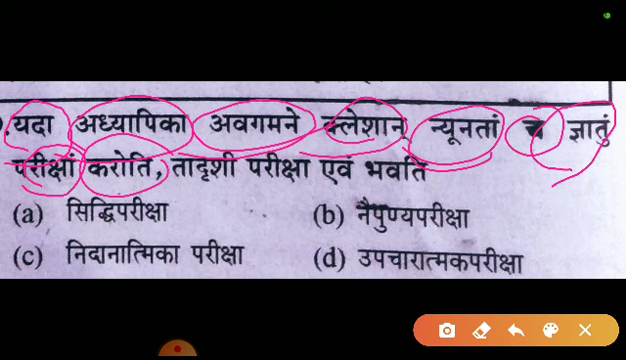 यदा अध्यापिका अवगमने क्लेशान् न्यूनतां च ज्ञातुं
परीक्षां करोति, तादृशी परीक्षा एवं भवति
(a) सिद्धिपरीक्षा (b) नैपुण्यपरीक्षा
(c) निदानात्मिका परीक्षा (d) उपचारात्मकपरीक्षा